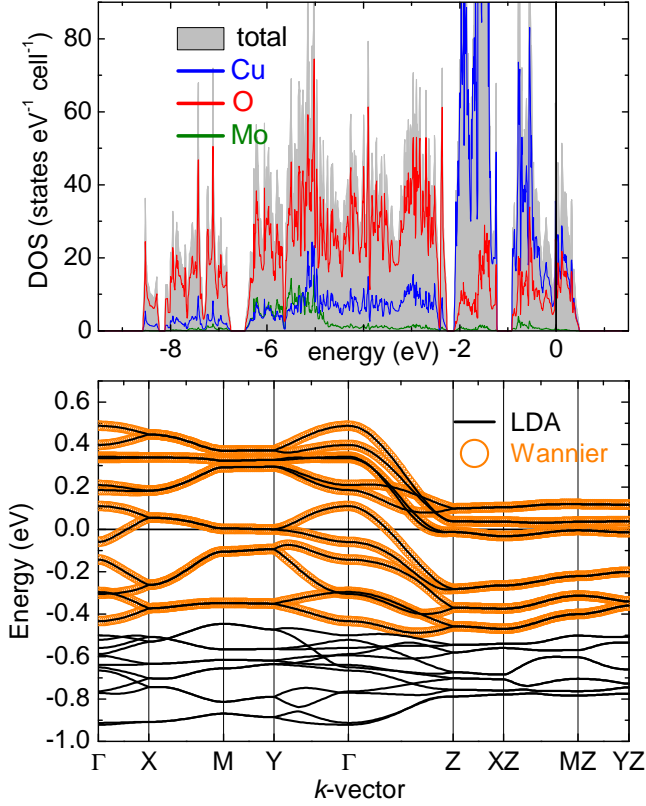 80
60
40
20
0
DOS (states eV⁻¹ cell⁻¹)
total
Cu
O
Mo
-8
-6
-4
-2
0
energy (eV)
0.6
0.4
0.2
0.0
-0.2
-0.4
-0.6
-0.8
-1.0
Energy (eV)
LDA
Wannier
Γ X M Y Γ Z XZ MZ YZ
k-vector